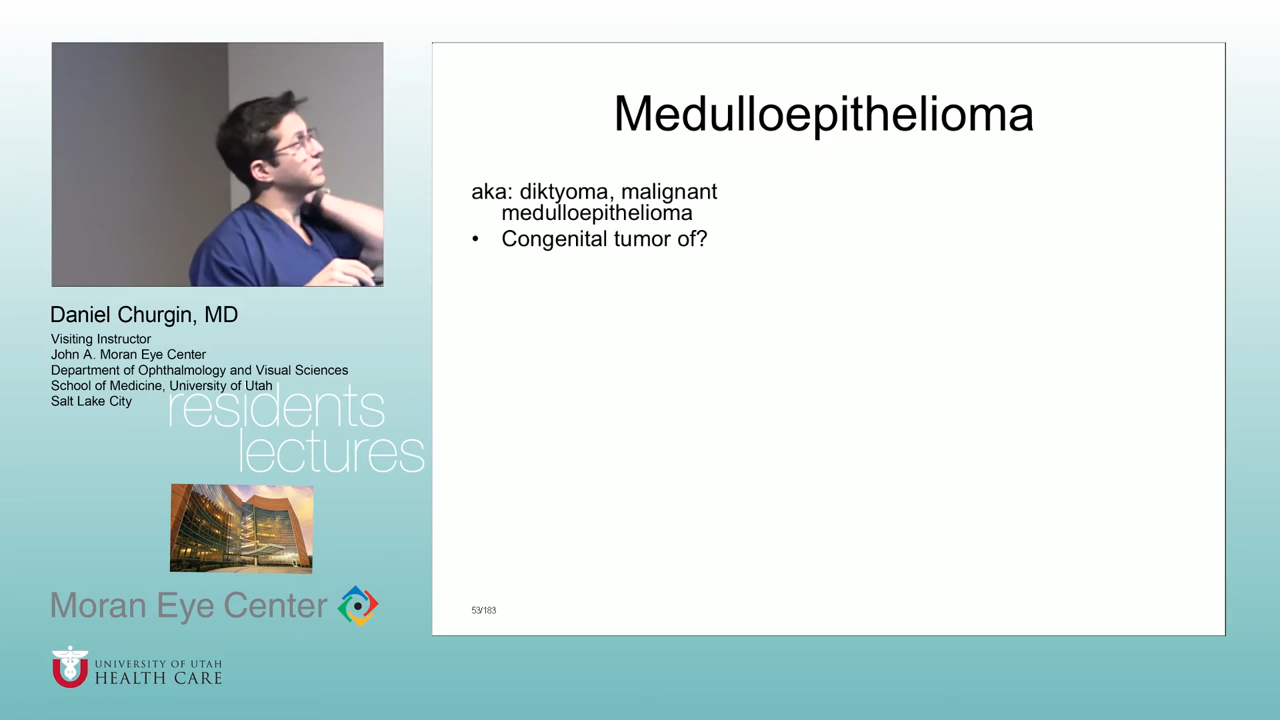 Medulloepithelioma
aka: diktyoma, malignant
medulloepithelioma
• Congenital tumor of?
53/183
Daniel Churgin, MD
Visiting Instructor
John A. Moran Eye Center
Department of Ophthalmology and Visual Sciences
School of Medicine, University of Utah
Salt Lake City
residents
lectures
Moran Eye Center
UNIVERSITY OF UTAH
HEALTH CARE